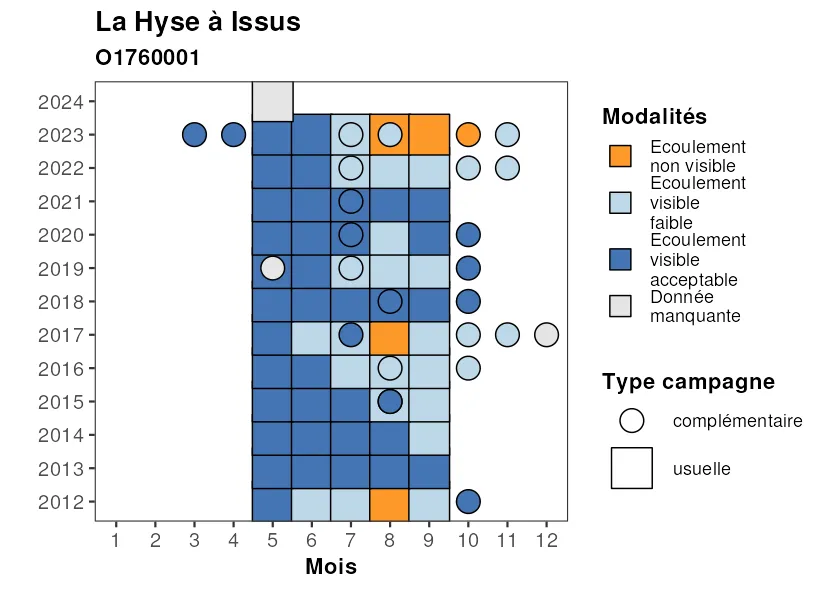 La Hyse à Issus
O1760001
2024
2023
2022
2021
2020
2019
2018
2017
2016
2015
2014
2013
2012
1 2 3 4 5 6 7 8 9 10 11 12
Mois
Modalités
Ecoulement
non visible
Ecoulement
visible
faible
Ecoulement
visible
acceptable
Donnée
manquante
Type campagne
complémentaire
usuelle